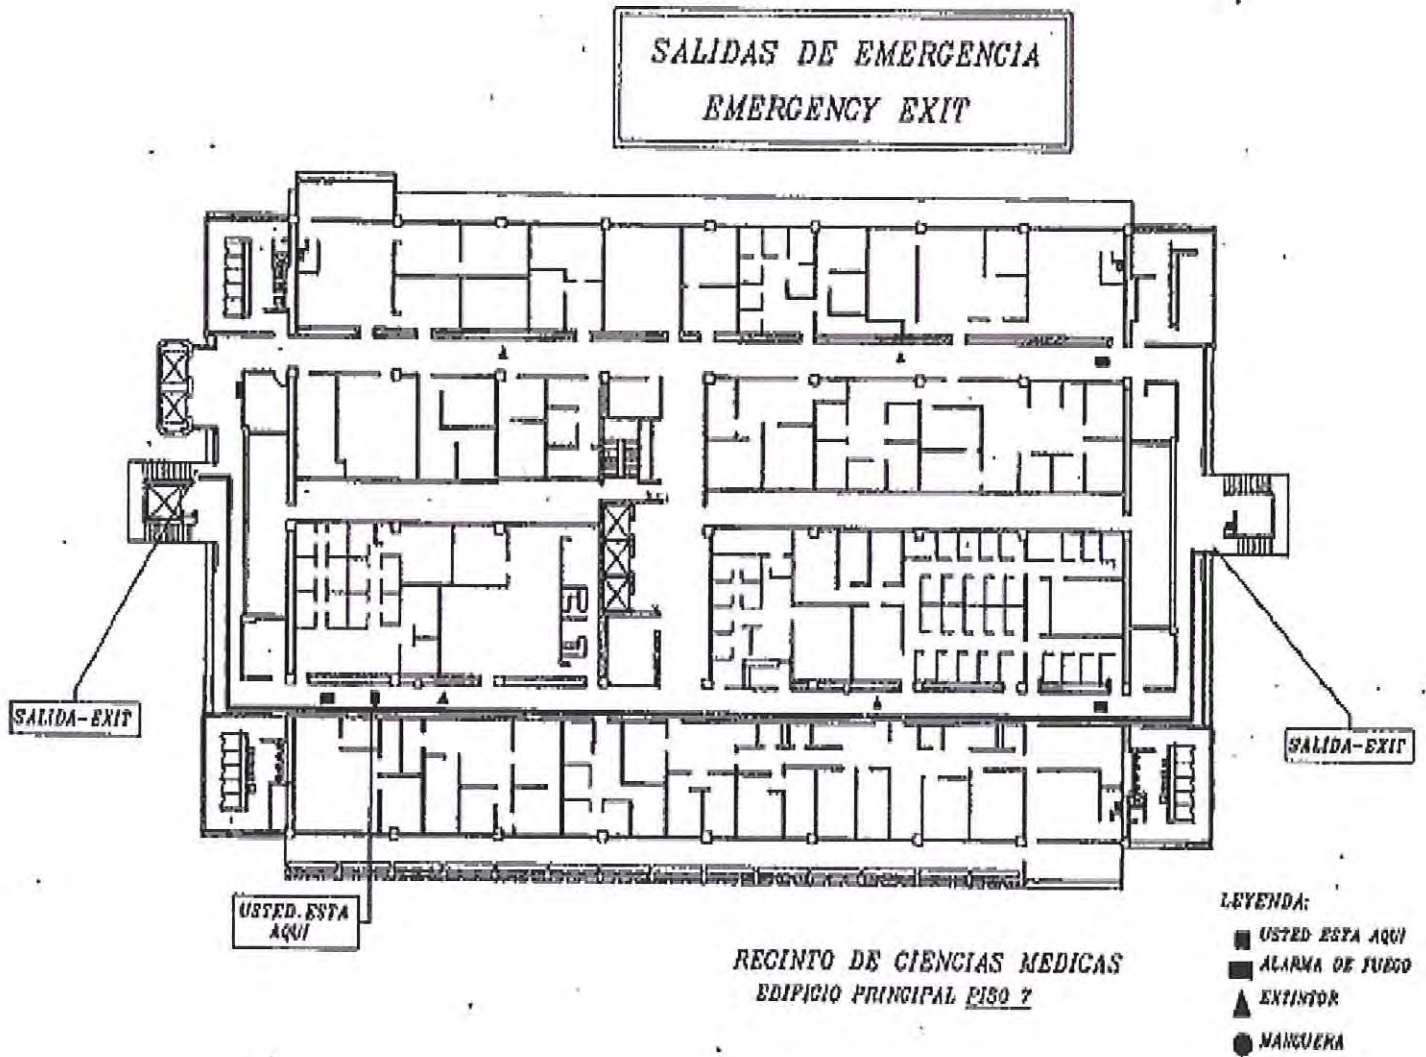 SALIDAS DE EMERGENCIA
EMERGENCY EXIT
SALIDA-EXIT
SALIDA-EXIT
USTED ESTA
AQUI
RECINTO DE CIENCIAS MEDICAS
EDIFICIO PRINCIPAL PISO 7
LEYENDA:
USTED ESTA AQUI
ALARMA DE FUEGO
EXTINTOR
MANGUERA